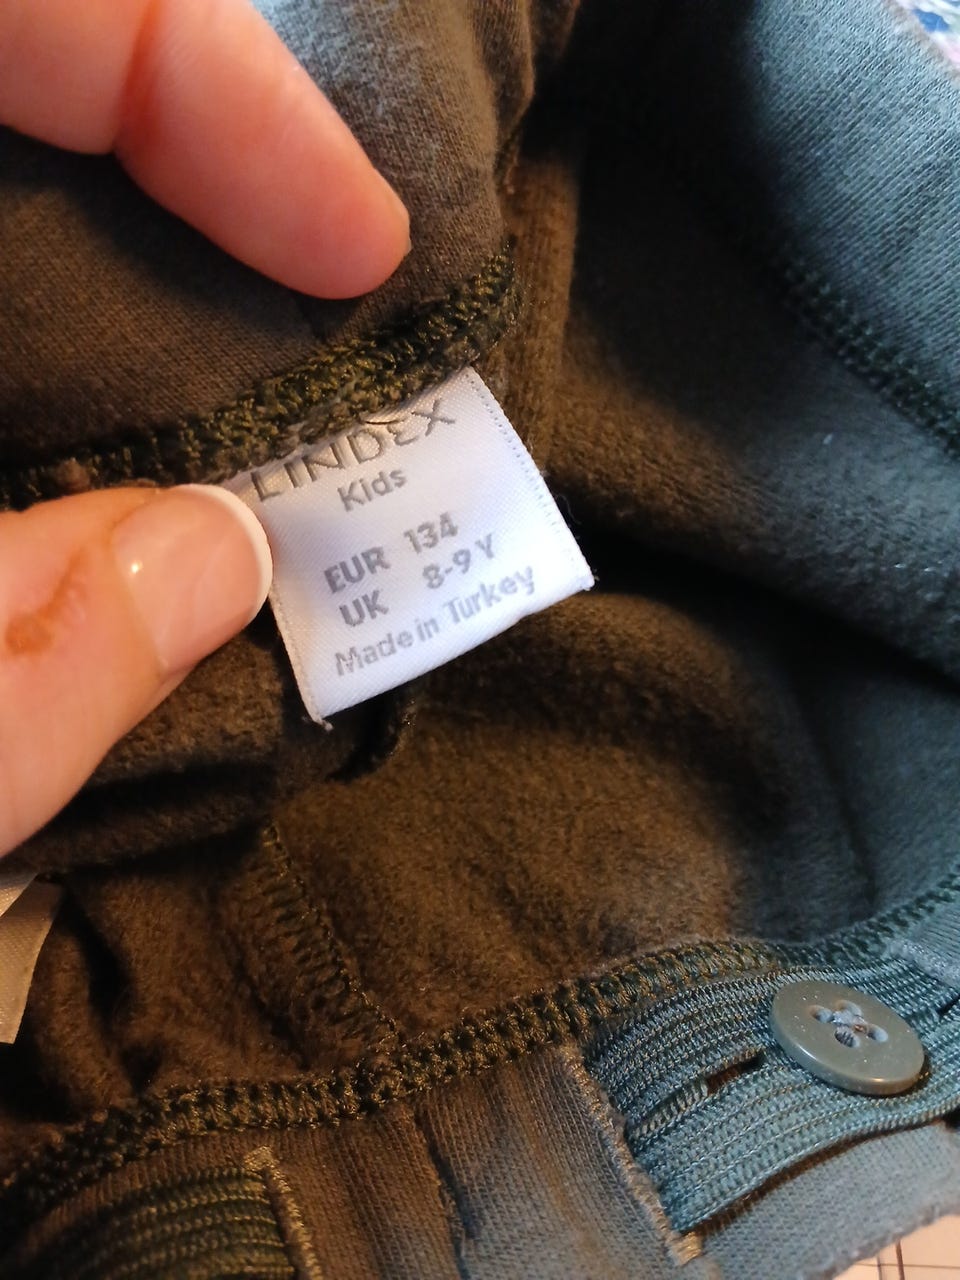 LINDEX
Kids
EUR 134
UK 8-9 Y
Made in Turkey